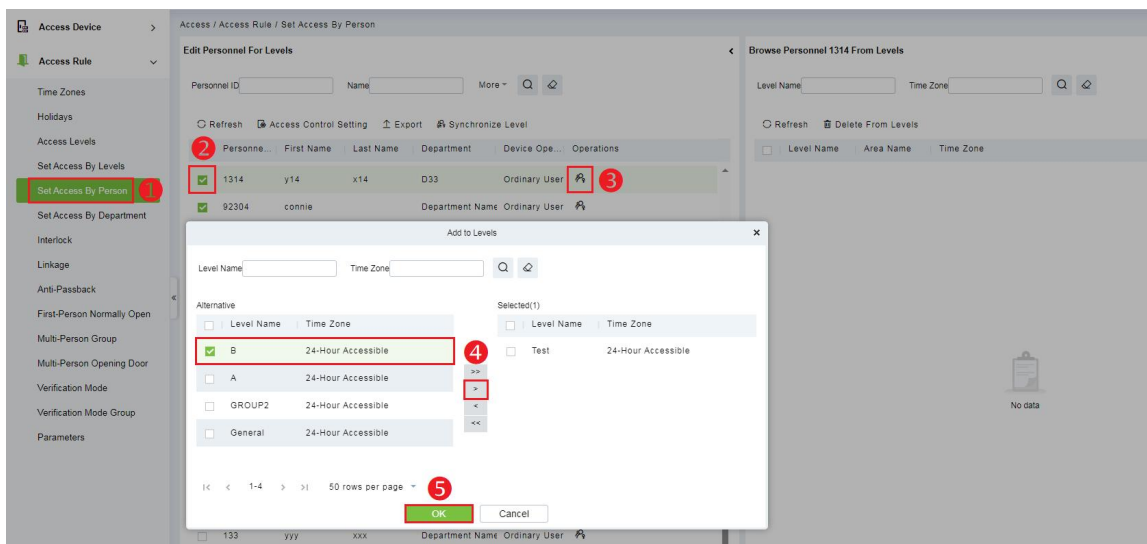 Access Device
Access Rule
Time Zones
Holidays
Access Levels
Set Access By Levels
Set Access By Person
1
Set Access By Department
Interlock
Linkage
Anti-Passback
First-Person Normally Open
Multi-Person Group
Multi-Person Opening Door
Verification Mode
Verification Mode Group
Parameters
Access / Access Rule / Set Access By Person
Edit Personnel For Levels
Personnel ID Name More
Refresh Access Control Setting Export Synchronize Level
2 Personne... First Name Last Name Department Device Ope... Operations
1314 y14 x14 D33 Ordinary User 3
92304 connie Department Name Ordinary User
Browse Personnel 1314 From Levels
Level Name Time Zone
Refresh Delete From Levels
Level Name Area Name Time Zone
No data
Add to Levels
Level Name Time Zone
Alternative
Level Name Time Zone
B 24-Hour Accessible
A 24-Hour Accessible
GROUP2 24-Hour Accessible
General 24-Hour Accessible
4
>>
>
<
<<
Selected(1)
Level Name Time Zone
Test 24-Hour Accessible
1-4 50 rows per page
5
OK Cancel
133 yyy xxx Department Name Ordinary User